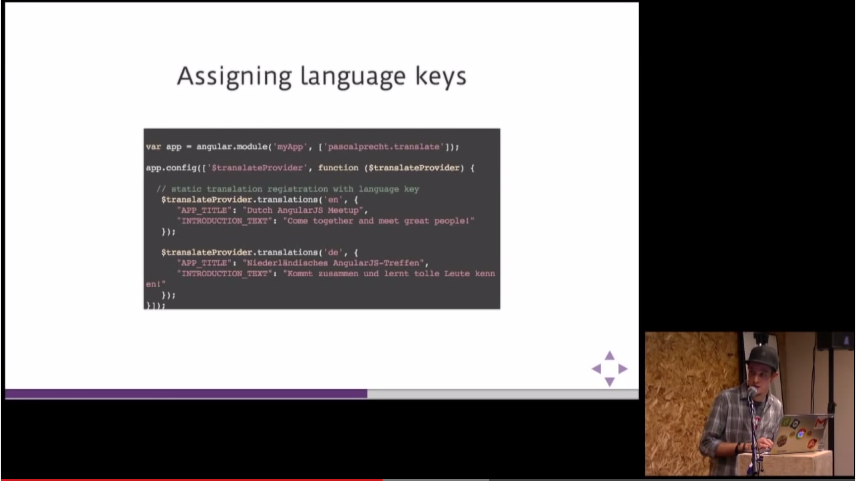 Assigning language keys
var app = angular.module('myApp', ['pascalprecht.translate']);
app.config(['$translateProvider', function ($translateProvider) {
// static translation registration with language key
$translateProvider.translations('en', {
"APP_TITLE": "Dutch AngularJS Meetup",
"INTRODUCTION_TEXT": "Come together and meet great people!"
});
$translateProvider.translations('de', {
"APP_TITLE": "Niederländisches AngularJS-Treffen",
"INTRODUCTION_TEXT": "Kommt zusammen und lernt tolle Leute kenn
en!"
});
}]);